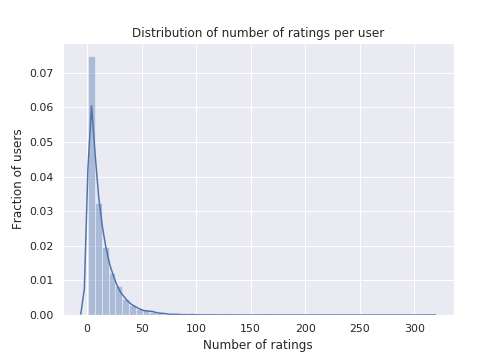 Distribution of number of ratings per user
Fraction of users
0.07
0.06
0.05
0.04
0.03
0.02
0.01
0.00
0 50 100 150 200 250 300
Number of ratings